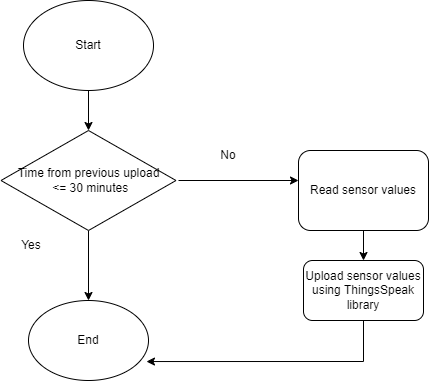 Start
Time from previous upload
<= 30 minutes
No
Read sensor values
Yes
Upload sensor values
using ThingsSpeak
library
End